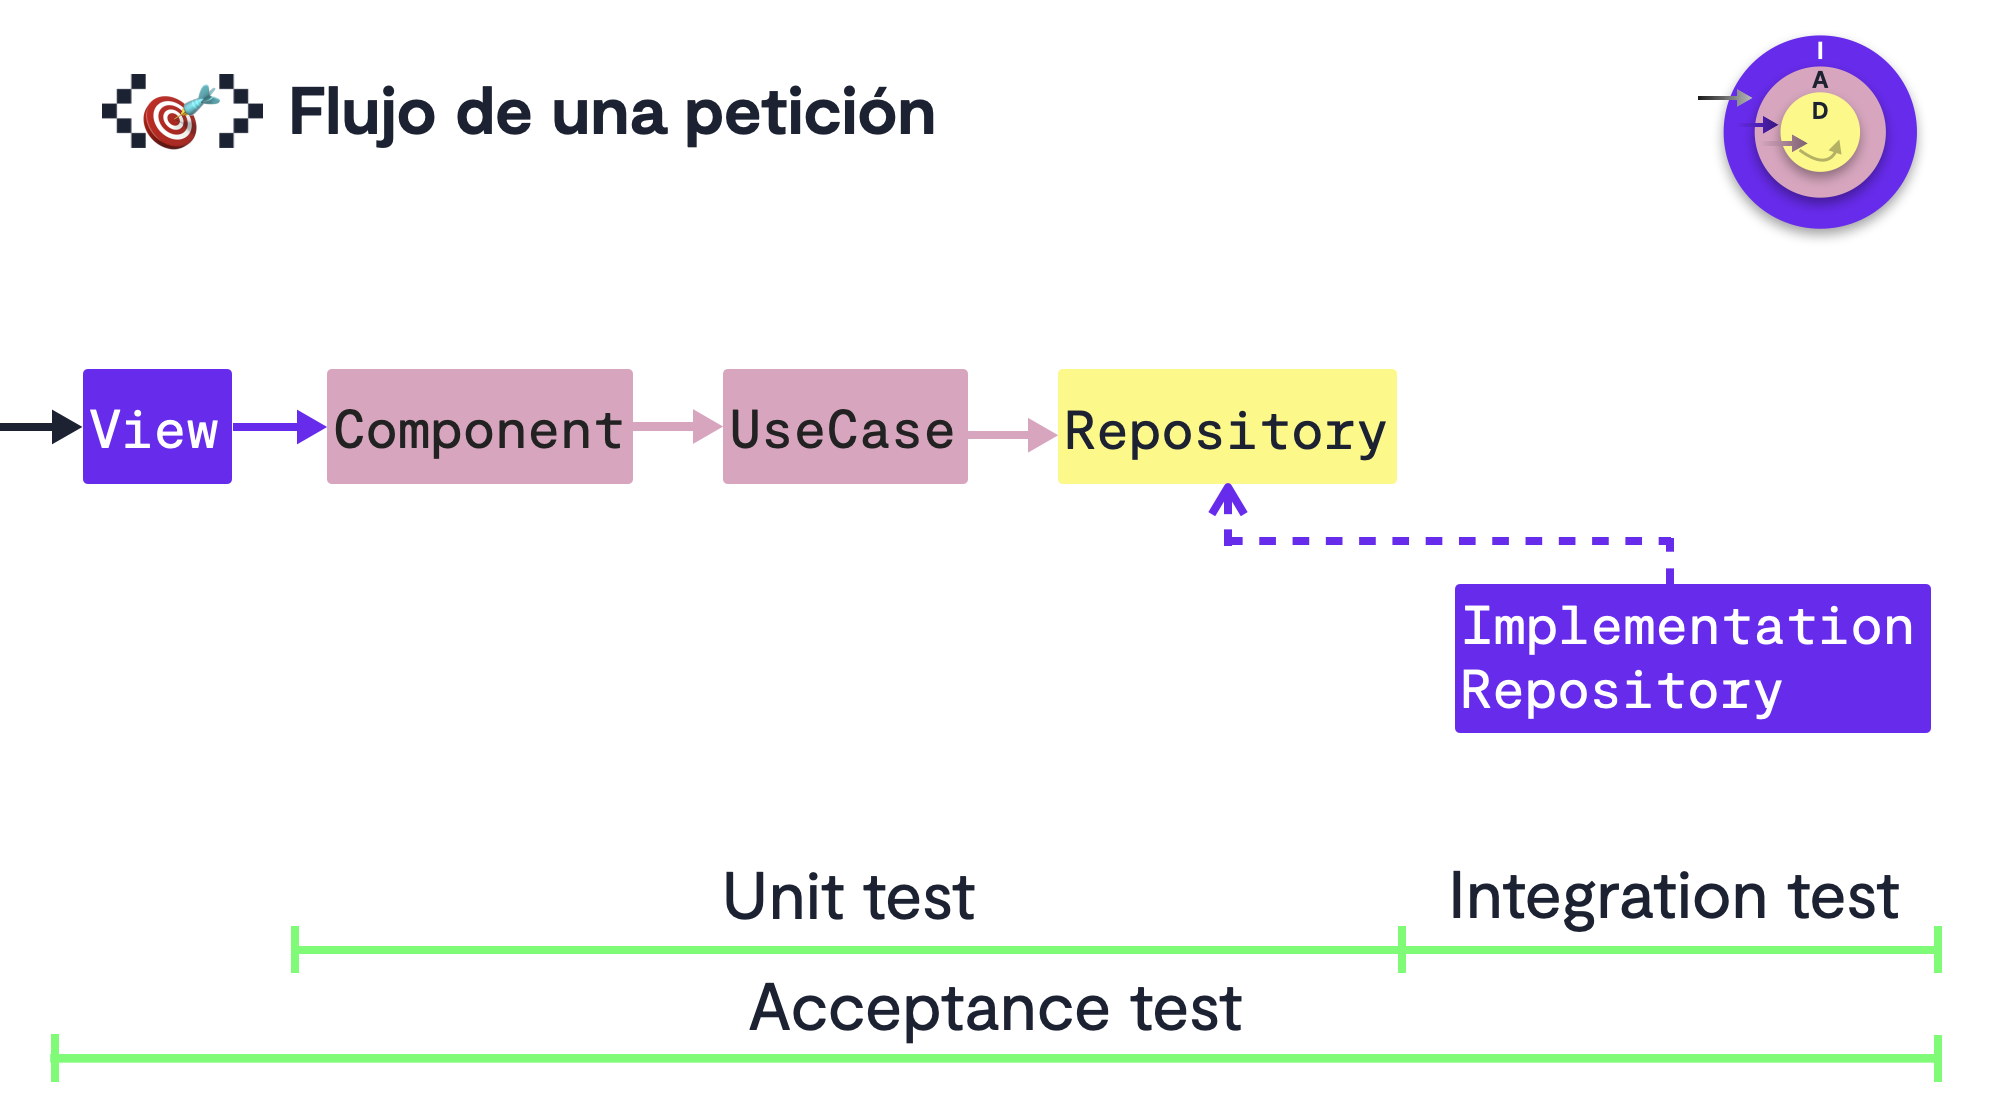 Flujo de una petición
I
A
D
View
Component
UseCase
Repository
Implementation
Repository
Unit test
Integration test
Acceptance test